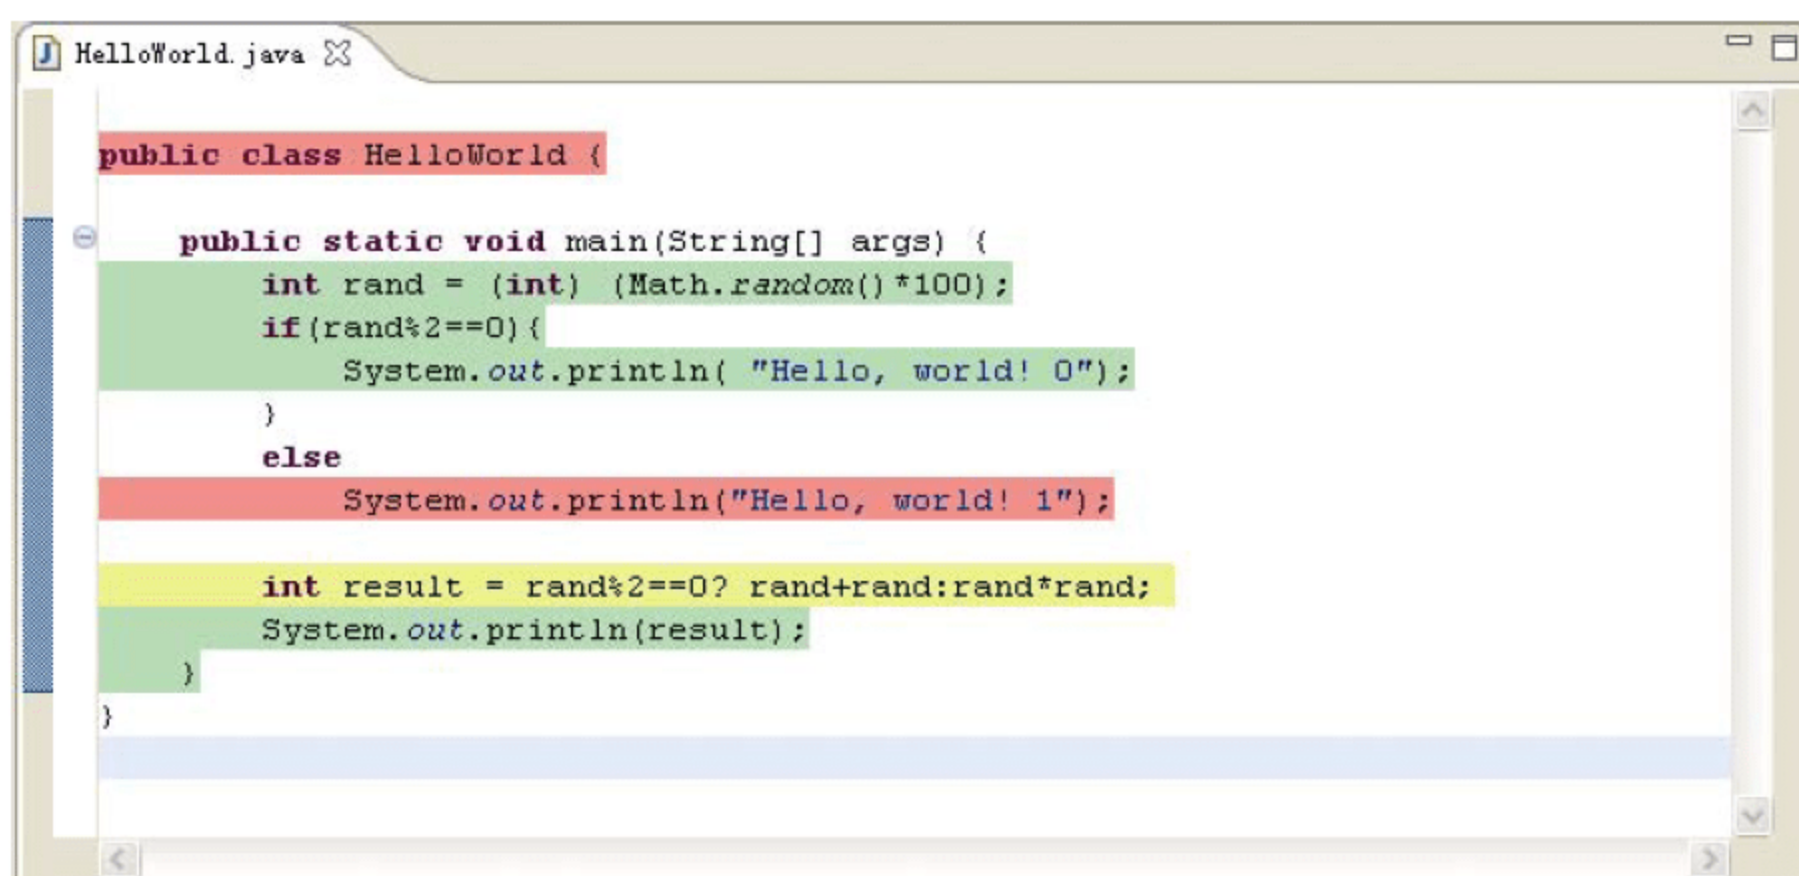 HelloWorld.java
public class HelloWorld {
public static void main(String[] args) {
int rand = (int) (Math.random()*100);
if(rand%2==0){
System.out.println( "Hello, world! 0");
}
else
System.out.println("Hello, world! 1");
int result = rand%2==0? rand+rand:rand*rand;
System.out.println(result);
}
}